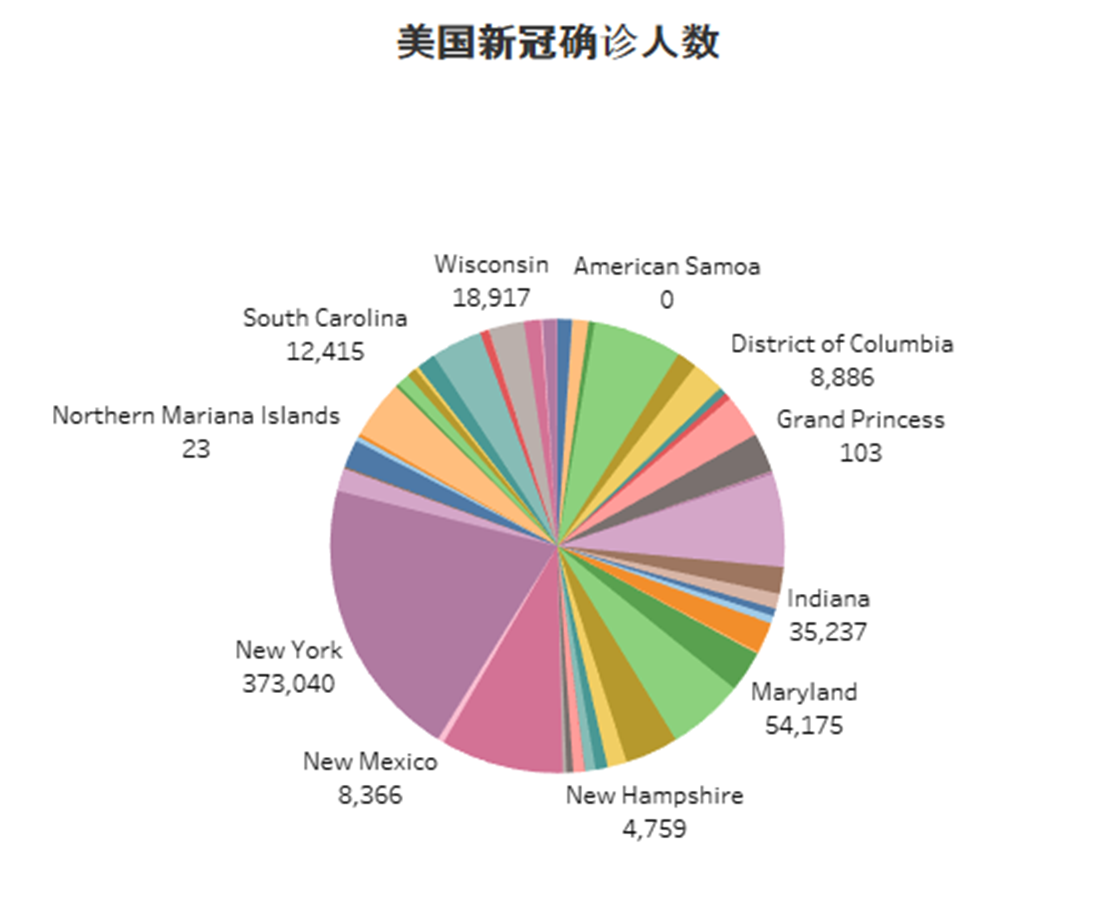 美国新冠确诊人数
Wisconsin
18,917
American Samoa
0
South Carolina
12,415
District of Columbia
8,886
Northern Mariana Islands
23
Grand Princess
103
Indiana
35,237
New York
373,040
Maryland
54,175
New Mexico
8,366
New Hampshire
4,759